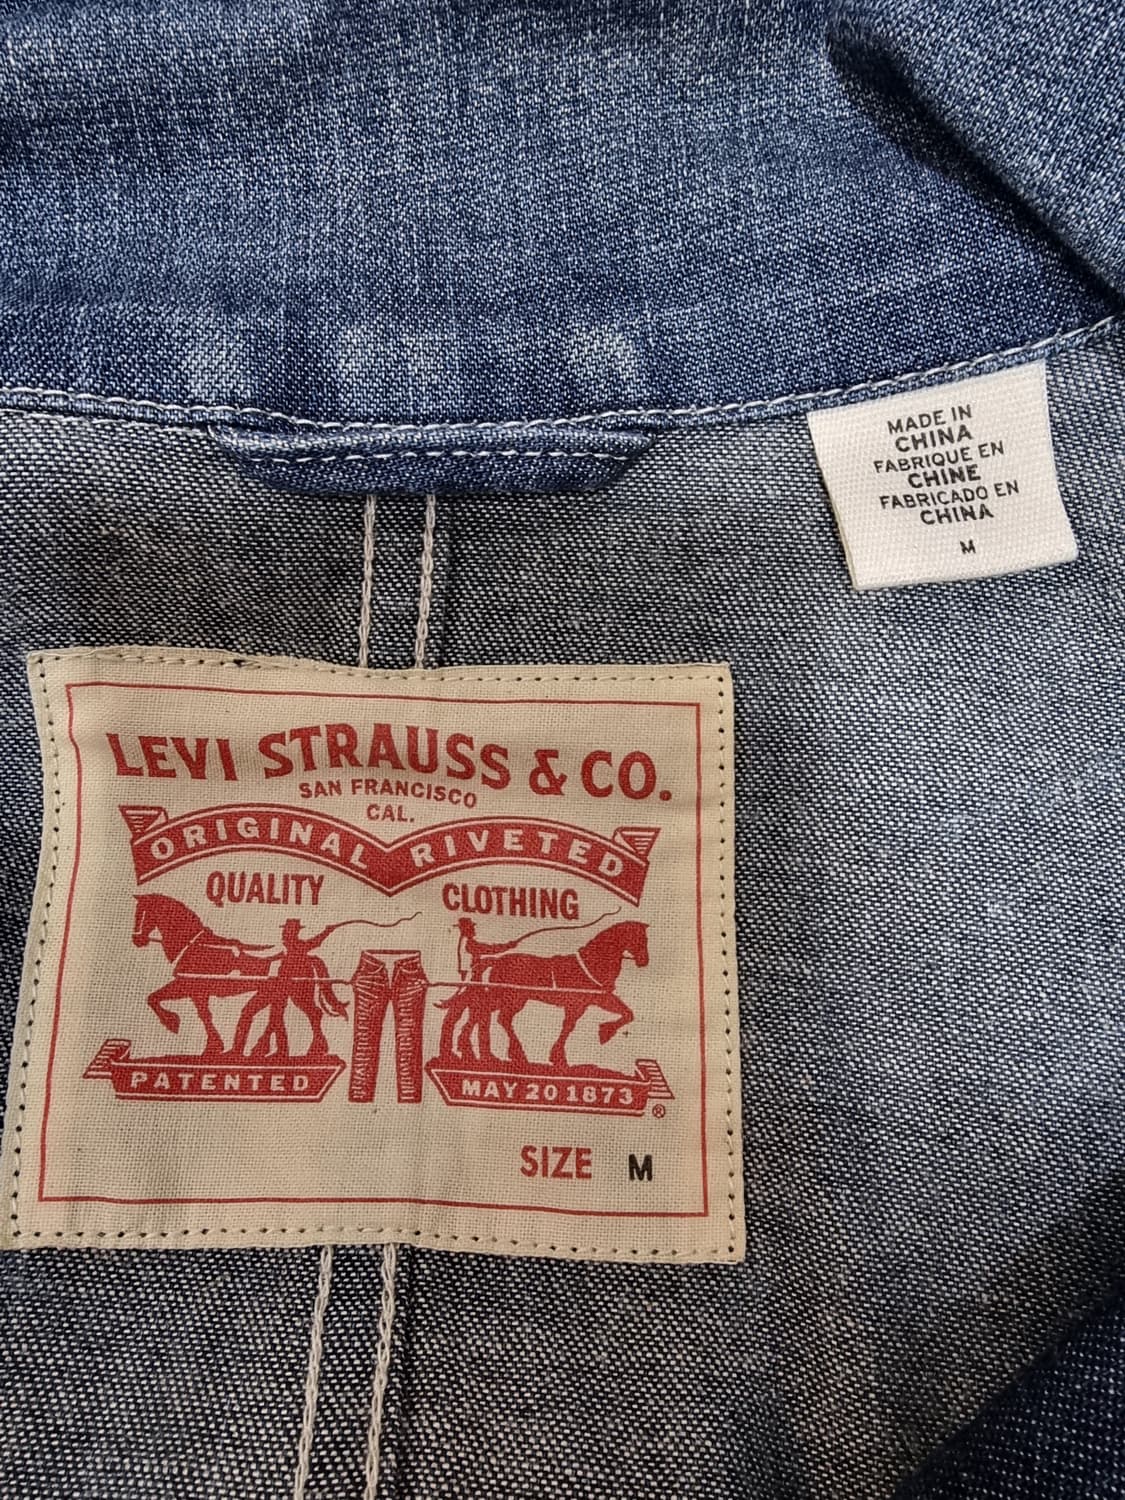 MADE IN
CHINA
FABRIQUE EN
CHINE
FABRICADO EN
CHINA
M
LEVI STRAUSS & CO.
SAN FRANCISCO
CAL.
ORIGINAL RIVETED
QUALITY CLOTHING
PATENTED MAY 20 1873
®
SIZE M